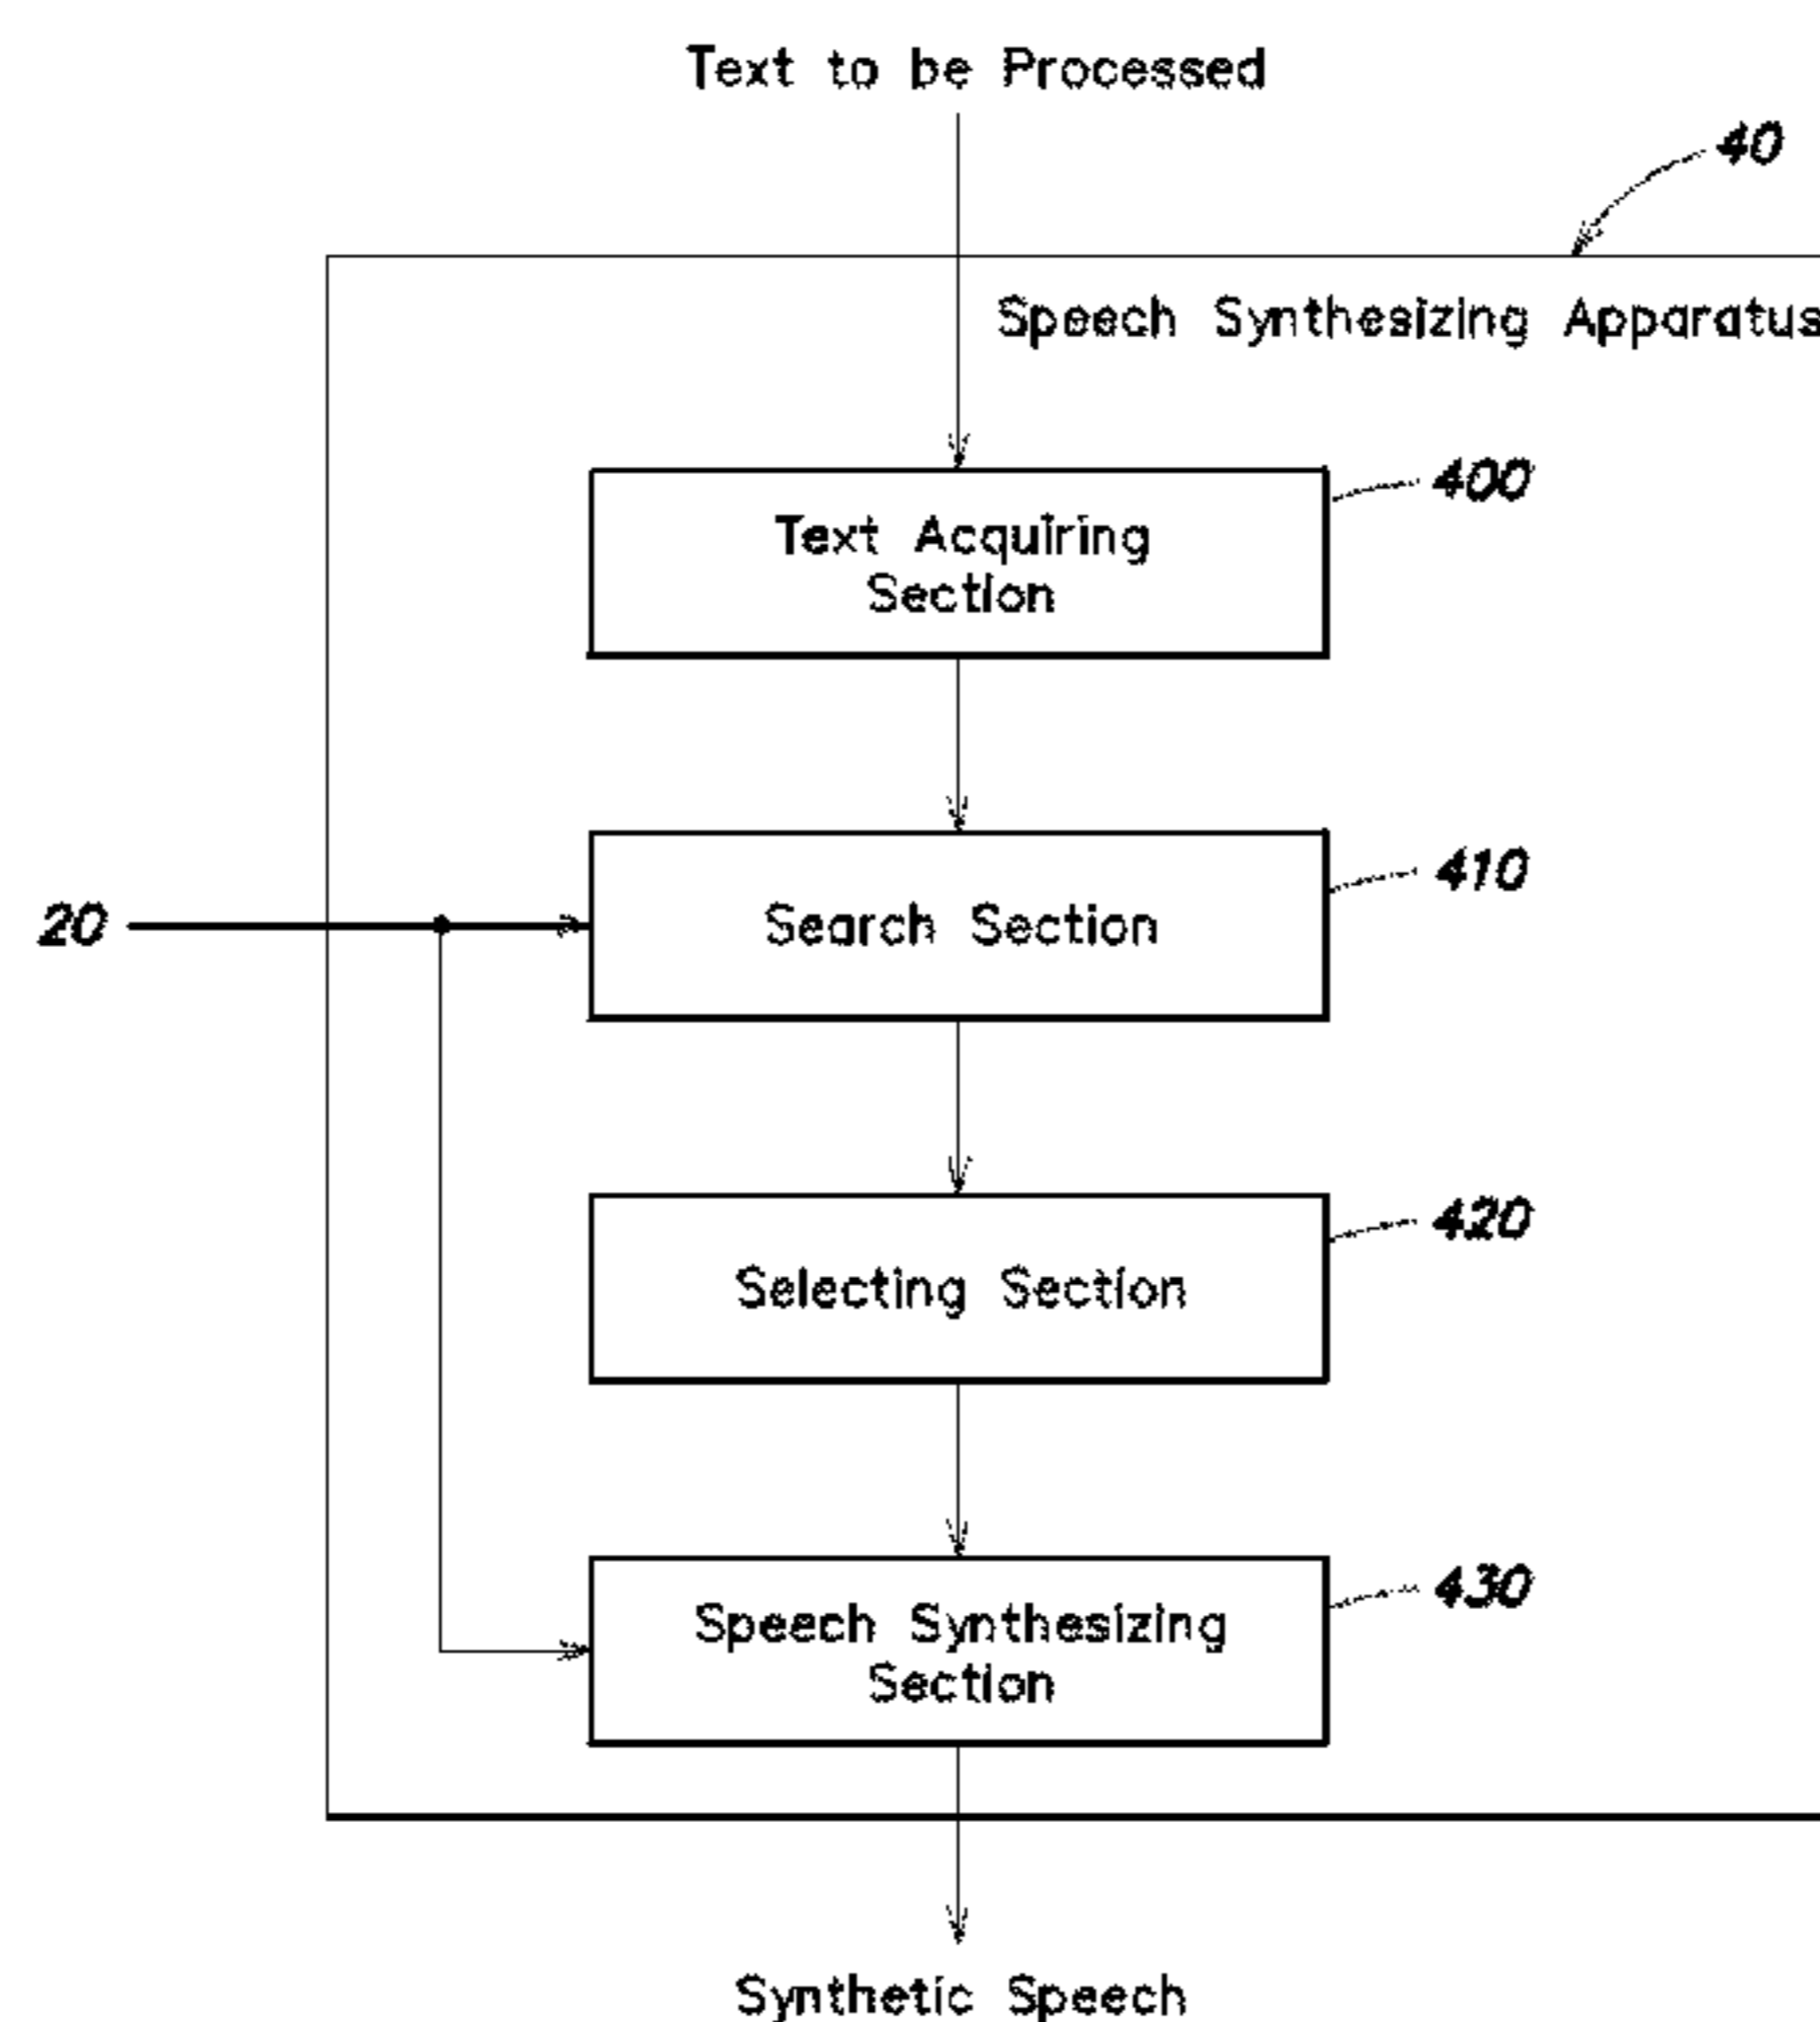 Text to be Processed
40
Speech Synthesizing Apparatus
400
Text Acquiring
Section
410
20
Search Section
420
Selecting Section
430
Speech Synthesizing
Section
Synthetic Speech